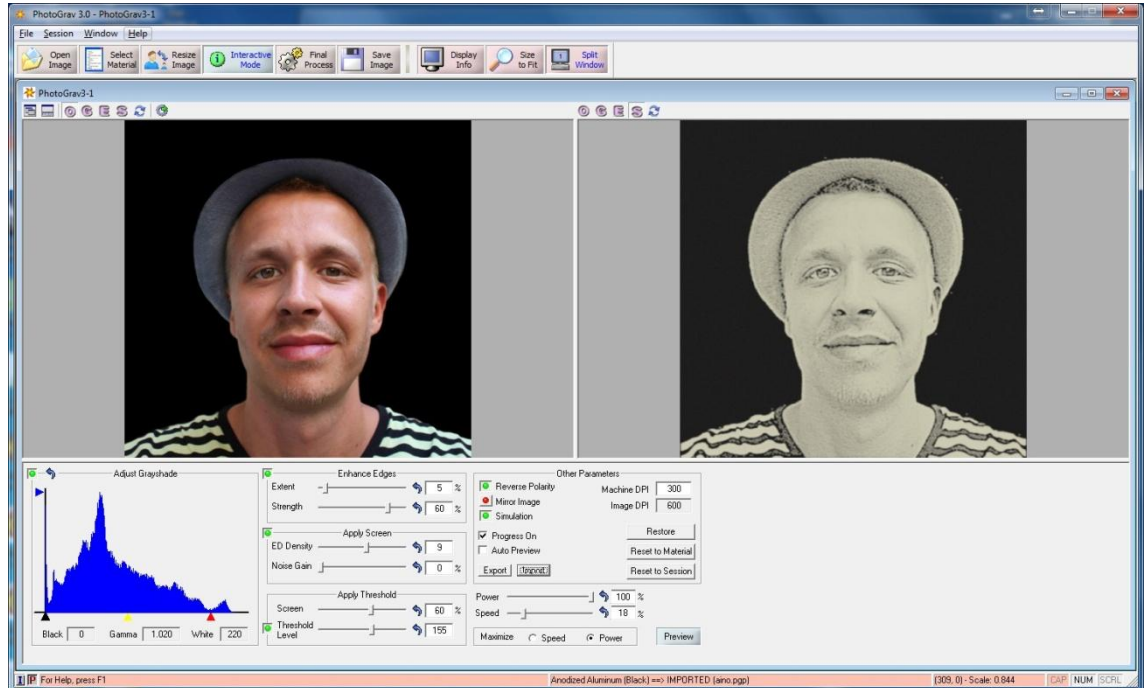 PhotoGrav 3.0 - PhotoGrav3-1
File Session Window Help
Open Image Select Material Resize Image Interactive Mode Final Process Save Image Display Info Size to Fit Split Window
PhotoGrav3-1
Adjust Grayshade
Black 0 Gamma 1.020 White 220
Enhance Edges
Extent 5 %
Strength 60 %
Apply Screen
ED Density 9
Noise Gain 0 %
Apply Threshold
Screen 60 %
Threshold Level 155
Other Parameters
Reverse Polarity Machine DPI 300
Mirror Image Image DPI 600
Simulation
Progress On Restore
Auto Preview Reset to Material
Export Import Reset to Session
Power 100 %
Speed 18 %
Maximize Speed Power Preview
I P For Help, press F1 Anodized Aluminum (Black) ==> IMPORTED (aino.pgp) (309, 0) - Scale: 0.844 CAP NUM SCRL